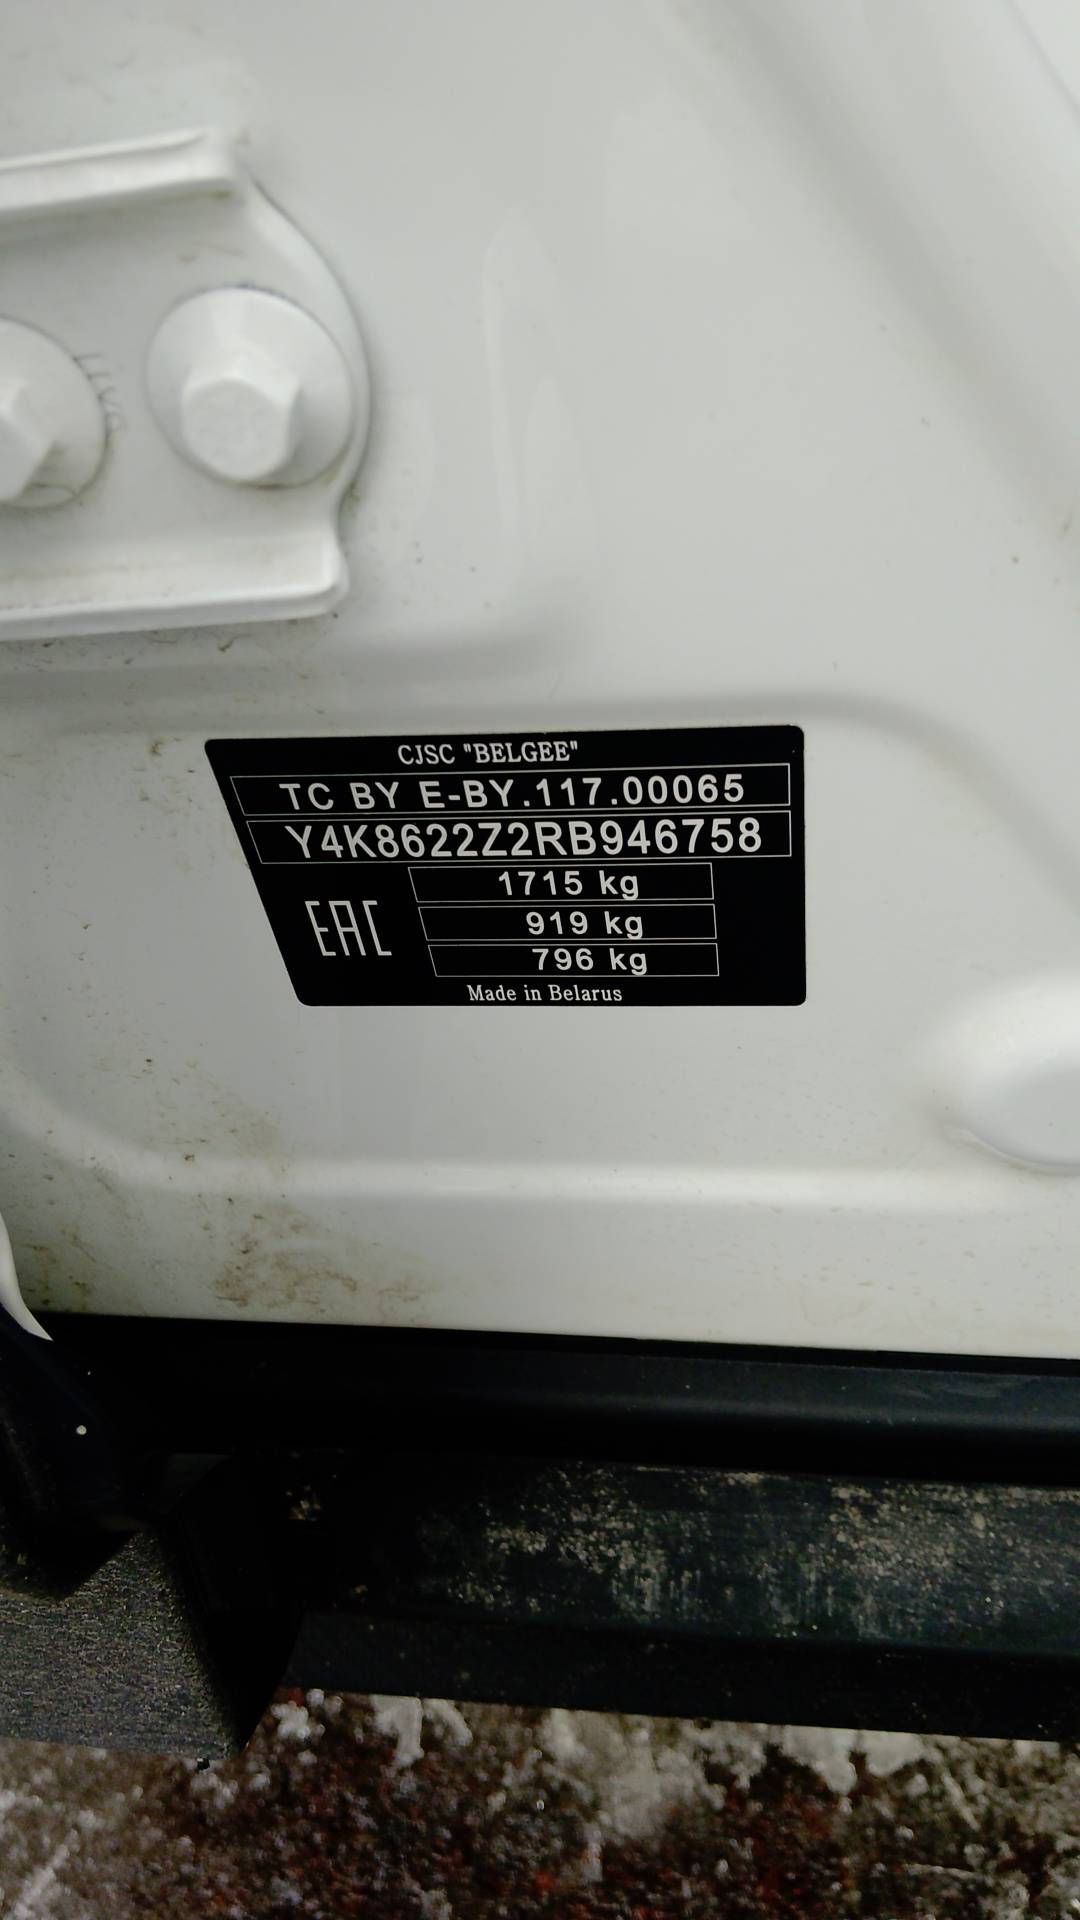 CJSC "BELGEE"
TC BY E-BY.117.00065
Y4K8622Z2RB946758
1715 kg
EAC
919 kg
796 kg
Made in Belarus